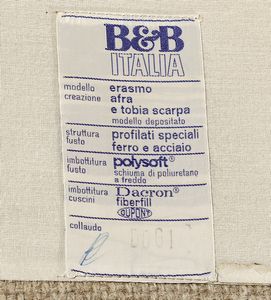 B&B
ITALIA
modello erasmo
creazione afra
e tobia scarpa
modello depositato
struttura profilati speciali
fusto ferro e acciaio
imbottitura polysoft®
fusto schiuma di poliuretano
a freddo
imbottitura Dacron®
cuscini fiberfill
DUPONT
collaudo